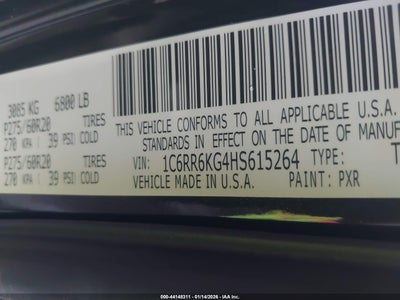 3085 KG 6800 LB
P275/60R20 TIRES
270 KPA ( 39 PSI) COLD
P275/60R20 TIRES
270 KPA ( 39 PSI) COLD
THIS VEHICLE CONFORMS TO ALL APPLICABLE U.S.A.
STANDARDS IN EFFECT ON THE DATE OF MANUF
VIN: 1C6RR6KG4HS615264 TYPE: T
VEHICLE MADE IN U.S.A. PAINT: PXR
000-44148311 - 01/14/2026 - IAA Inc.